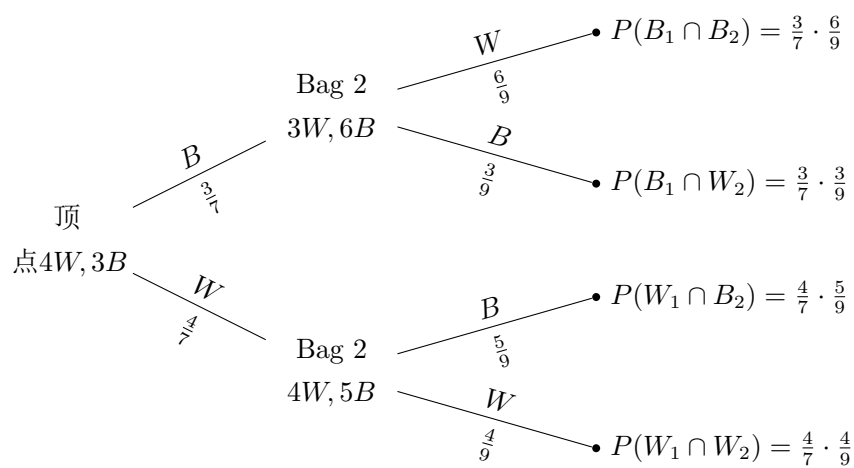 顶
点4W, 3B
B
3/7
W
4/7
Bag 2
3W, 6B
W
6/9
B
3/9
Bag 2
4W, 5B
B
5/9
W
4/9
P(B₁ ∩ B₂) = 3/7 · 6/9
P(B₁ ∩ W₂) = 3/7 · 3/9
P(W₁ ∩ B₂) = 4/7 · 5/9
P(W₁ ∩ W₂) = 4/7 · 4/9